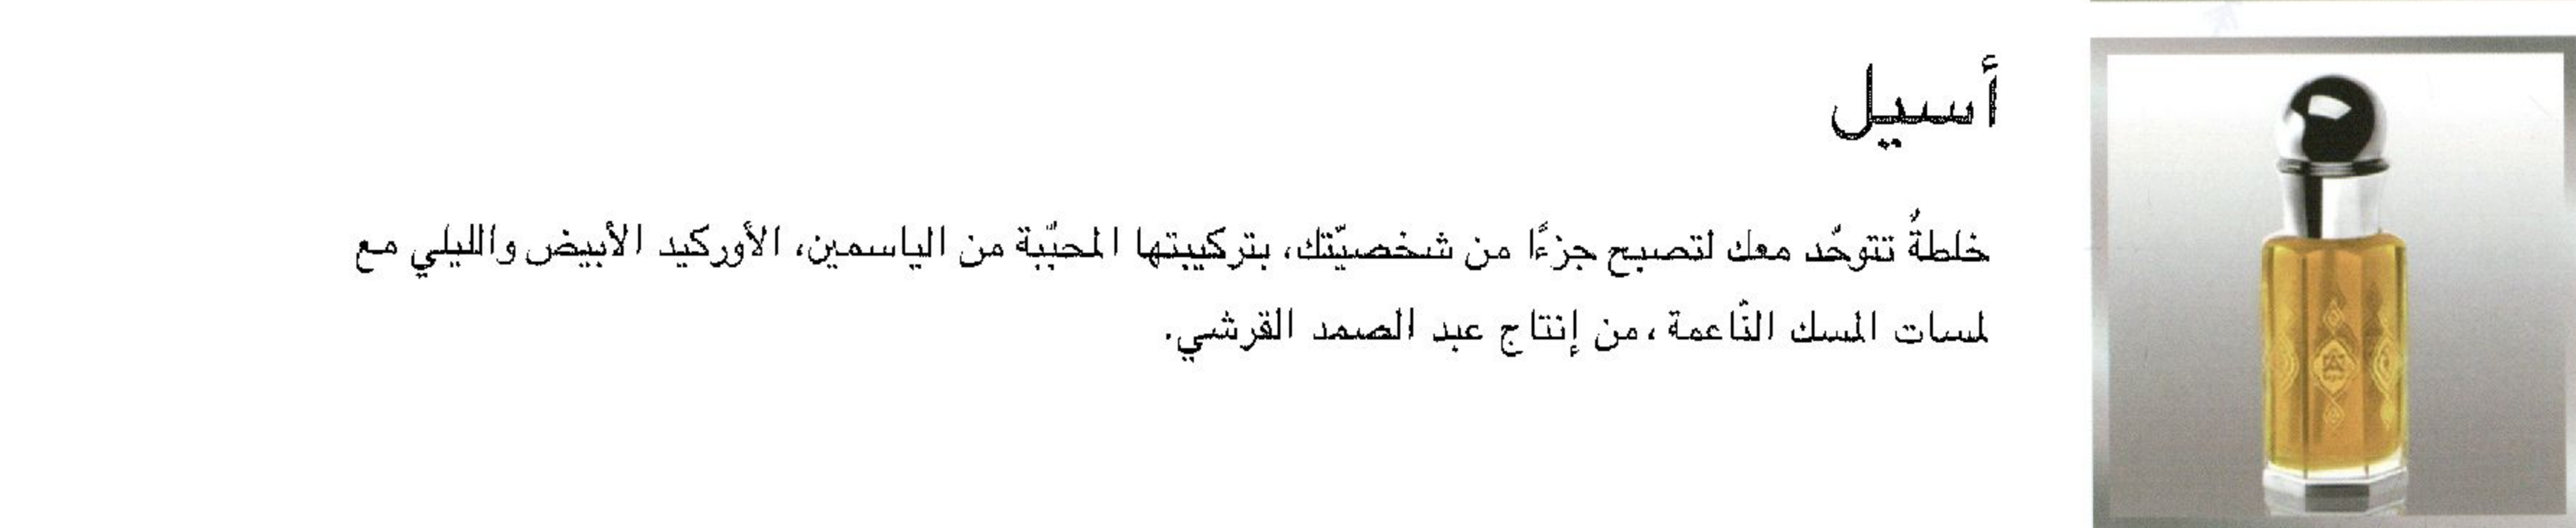 أسيل
خلطةٌ تتوحّد معك لتصبح جزءًا من شخصيّتك، بتركيبتها المحبّبة من الياسمين، الأوركيد الأبيض والليلي مع
لمسات المسك النّاعمة، من إنتاج عبد الصمد القرشي.